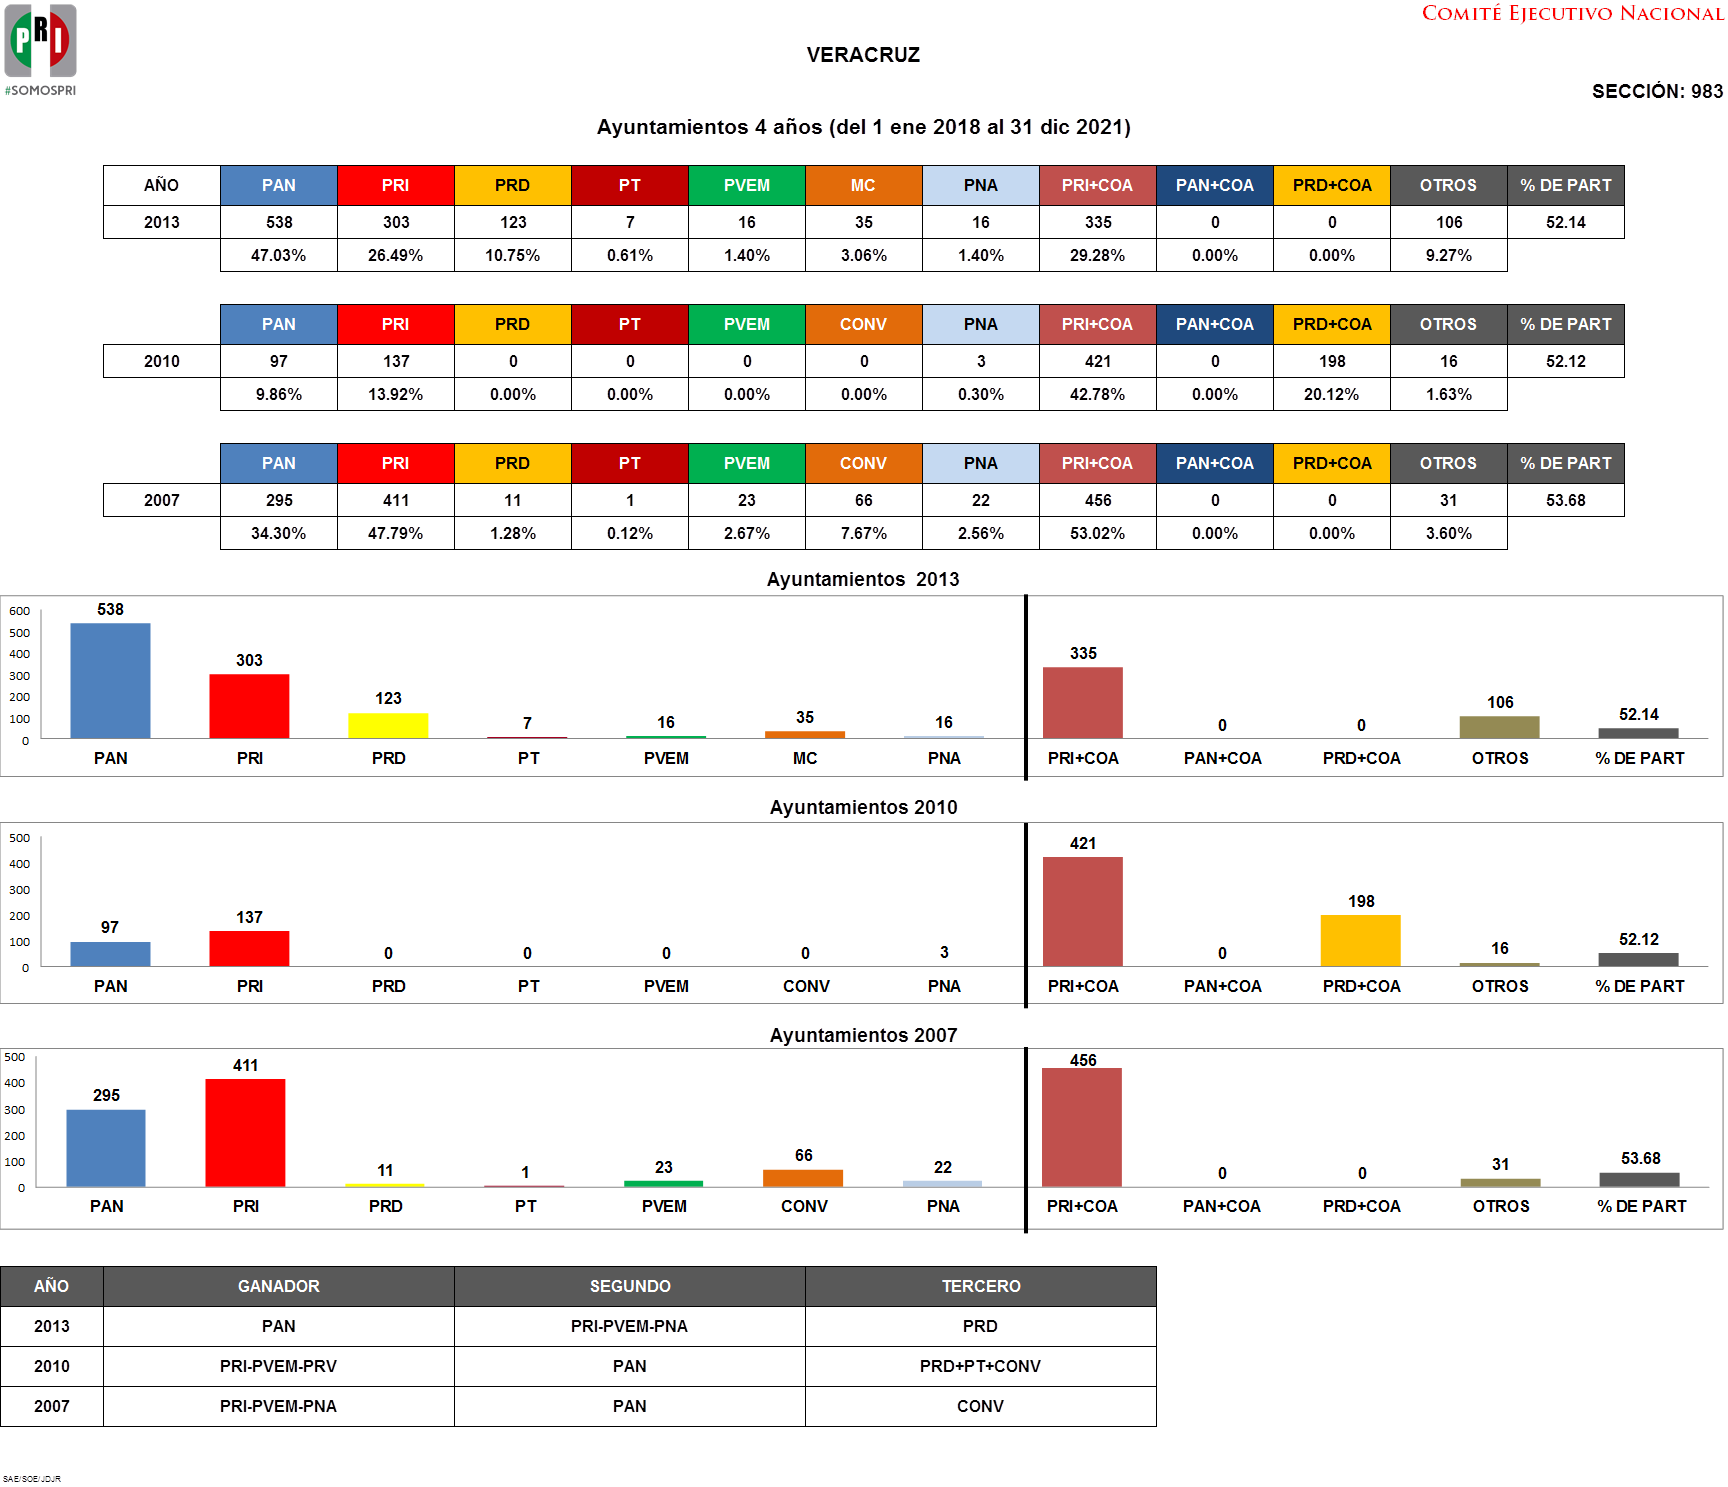 PRI
#SOMOSPRI
COMITÉ EJECUTIVO NACIONAL
VERACRUZ
SECCIÓN: 983
Ayuntamientos 4 años (del 1 ene 2018 al 31 dic 2021)
AÑO PAN PRI PRD PT PVEM MC PNA PRI+COA PAN+COA PRD+COA OTROS % DE PART
2013 538 303 123 7 16 35 16 335 0 0 106 52.14
47.03% 26.49% 10.75% 0.61% 1.40% 3.06% 1.40% 29.28% 0.00% 0.00% 9.27%
PAN PRI PRD PT PVEM CONV PNA PRI+COA PAN+COA PRD+COA OTROS % DE PART
2010 97 137 0 0 0 0 3 421 0 198 16 52.12
9.86% 13.92% 0.00% 0.00% 0.00% 0.00% 0.30% 42.78% 0.00% 20.12% 1.63%
PAN PRI PRD PT PVEM CONV PNA PRI+COA PAN+COA PRD+COA OTROS % DE PART
2007 295 411 11 1 23 66 22 456 0 0 31 53.68
34.30% 47.79% 1.28% 0.12% 2.67% 7.67% 2.56% 53.02% 0.00% 0.00% 3.60%
Ayuntamientos 2013
600
500
400
300
200
100
0
538 303 123 7 16 35 16 335 0 0 106 52.14
PAN PRI PRD PT PVEM MC PNA PRI+COA PAN+COA PRD+COA OTROS % DE PART
Ayuntamientos 2010
500
400
300
200
100
0
97 137 0 0 0 0 3 421 0 198 16 52.12
PAN PRI PRD PT PVEM CONV PNA PRI+COA PAN+COA PRD+COA OTROS % DE PART
Ayuntamientos 2007
500
400
300
200
100
0
295 411 11 1 23 66 22 456 0 0 31 53.68
PAN PRI PRD PT PVEM CONV PNA PRI+COA PAN+COA PRD+COA OTROS % DE PART
AÑO GANADOR SEGUNDO TERCERO
2013 PAN PRI-PVEM-PNA PRD
2010 PRI-PVEM-PRV PAN PRD+PT+CONV
2007 PRI-PVEM-PNA PAN CONV
SAE/SOE/JDJR